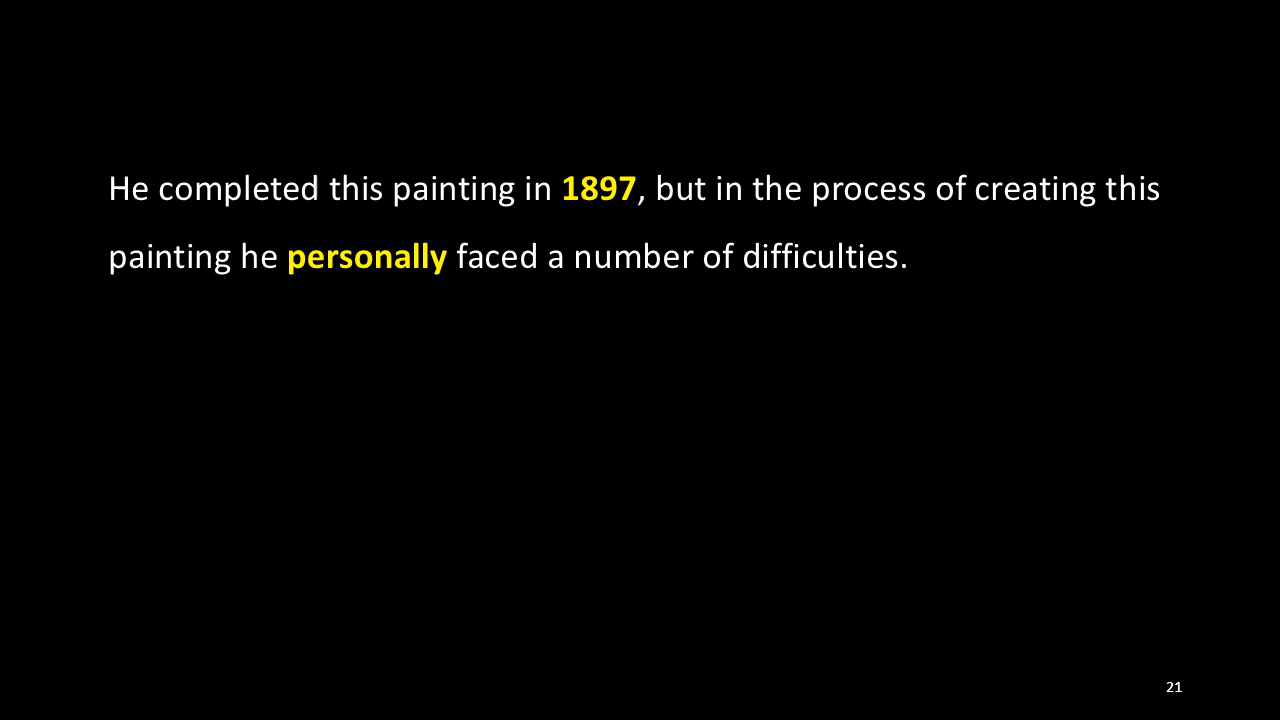 He completed this painting in 1897, but in the process of creating this
painting he personally faced a number of difficulties.
21